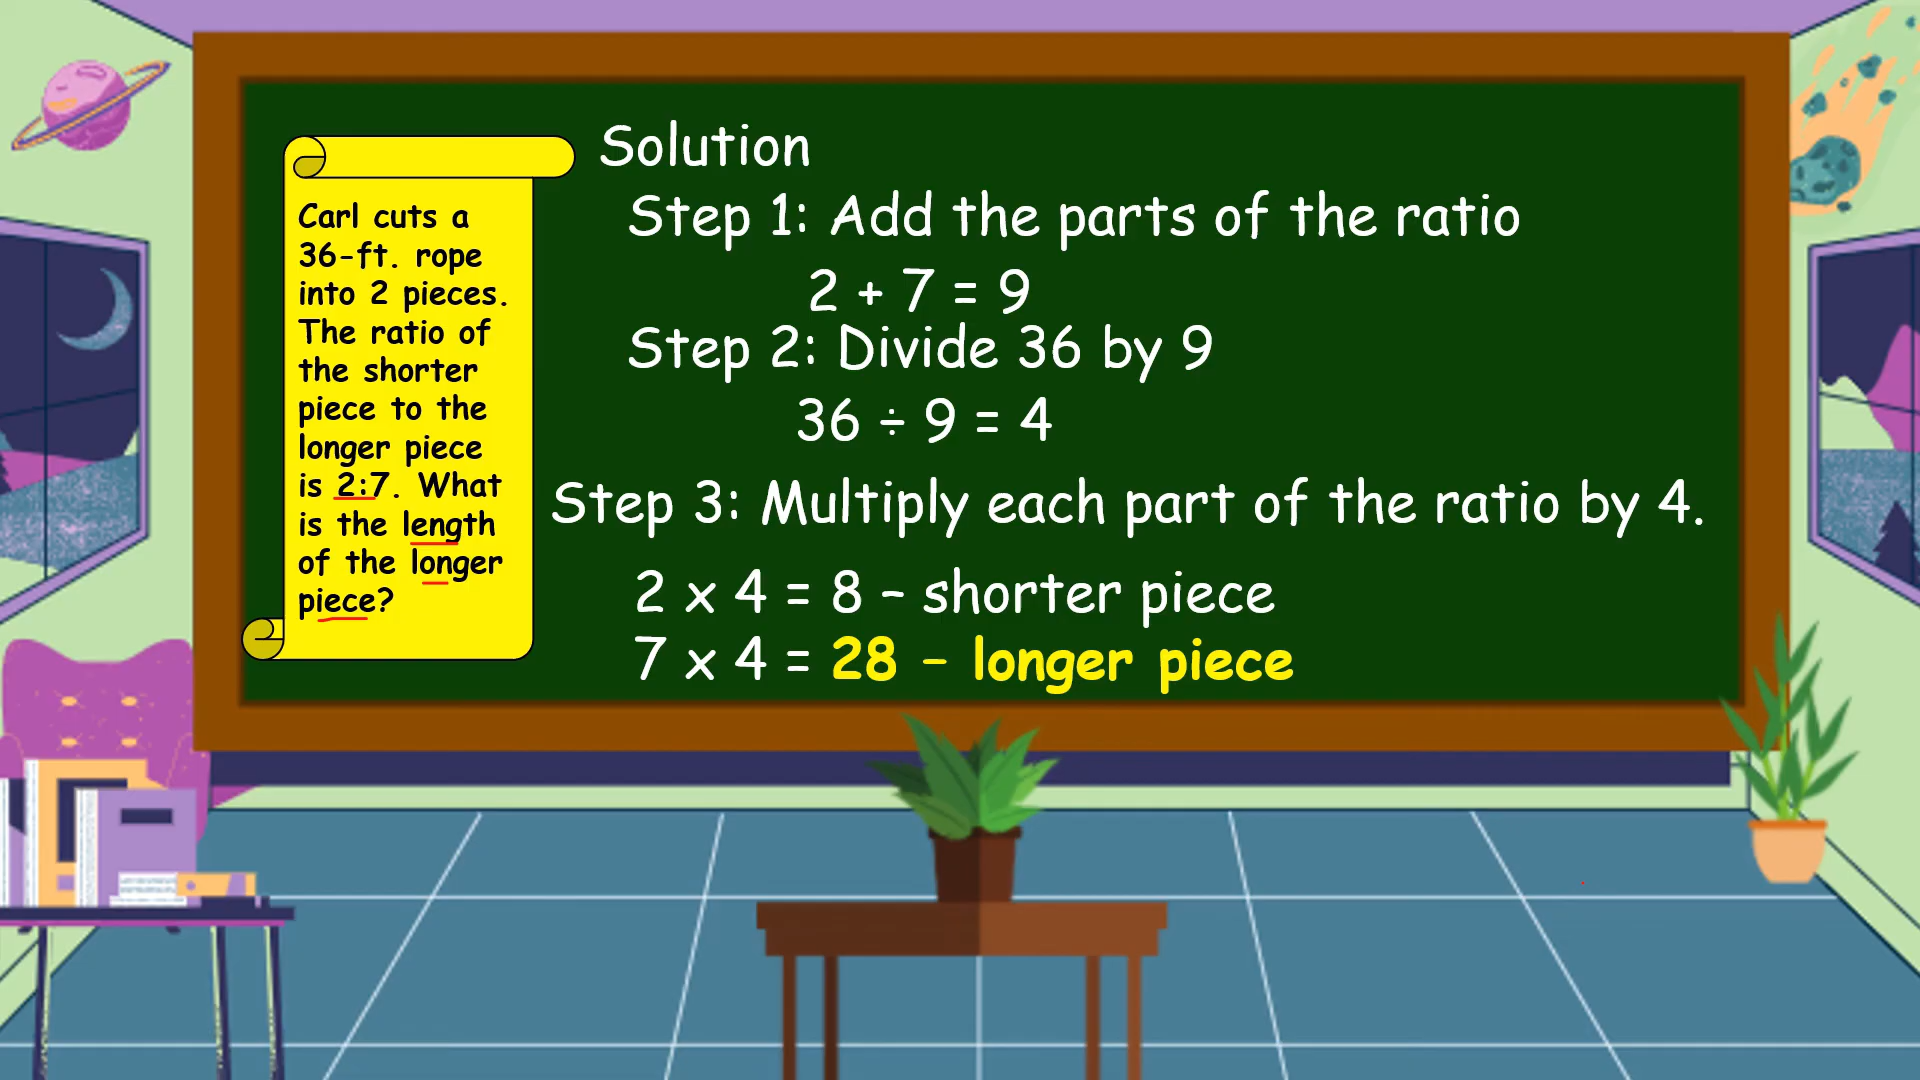 Carl cuts a
36-ft. rope
into 2 pieces.
The ratio of
the shorter
piece to the
longer piece
is 2:7. What
is the length
of the longer
piece?
Solution
Step 1: Add the parts of the ratio
2 + 7 = 9
Step 2: Divide 36 by 9
36 ÷ 9 = 4
Step 3: Multiply each part of the ratio by 4.
2 x 4 = 8 – shorter piece
7 x 4 = 28 – longer piece